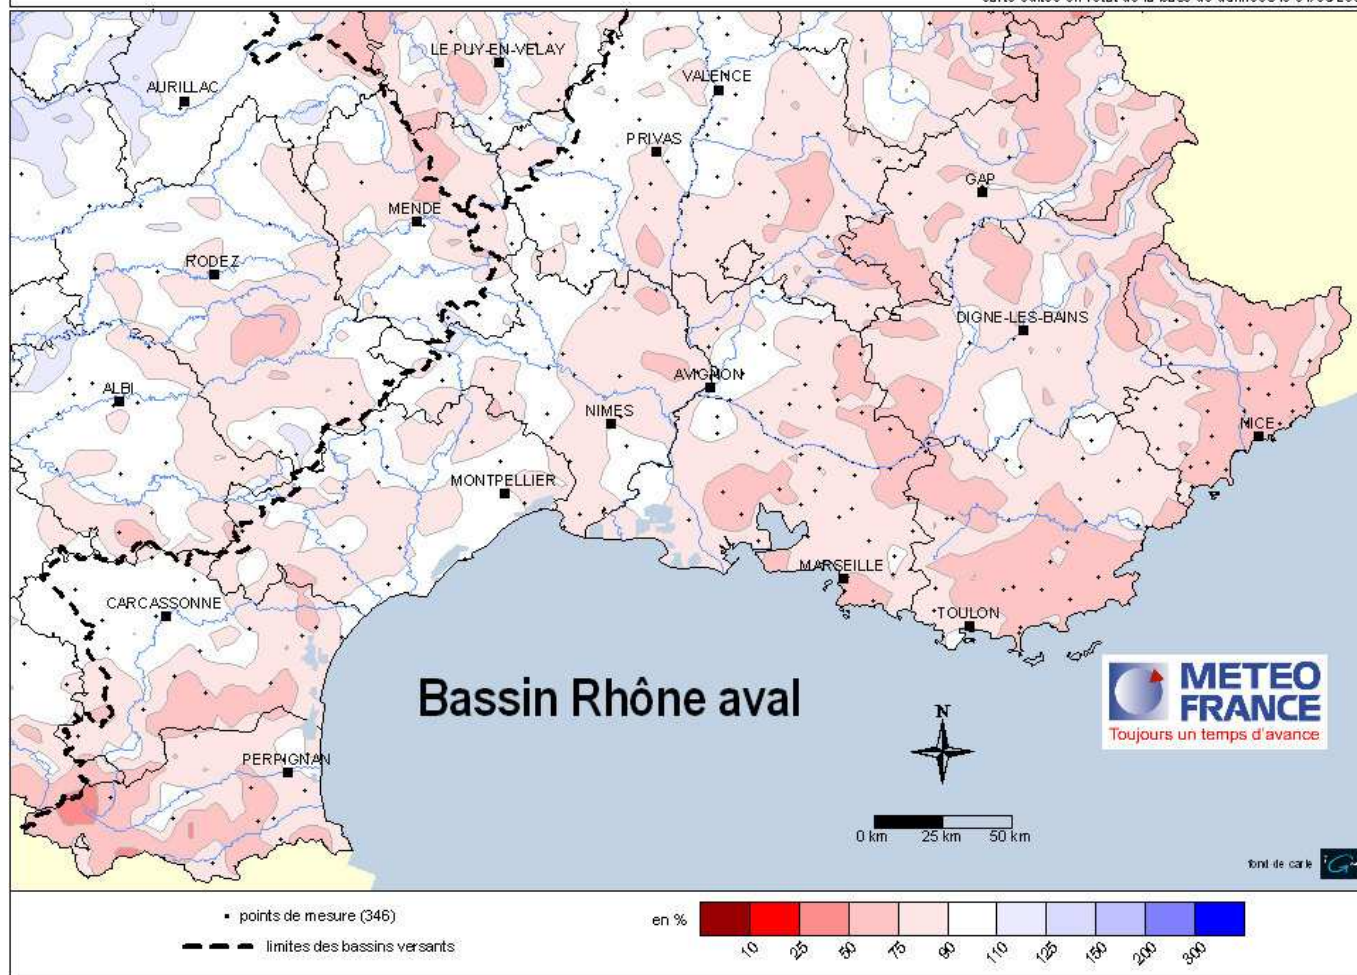 LE PUY-EN-VELAY
VALENCE
AURILLAC
PRIVAS
GAP
MENDE
RODEZ
DIGNE-LES-BAINS
AVIGNON
ALBI
NIMES
NICE
MONTPELLIER
MARSEILLE
CARCASSONNE
TOULON
Bassin Rhône aval
METEO
FRANCE
Toujours un temps d'avance
N
PERPIGNAN
0 km 25 km 50 km
fond de carte
points de mesure (346)
en %
limites des bassins versants
10 25 50 75 90 110 125 150 200 300